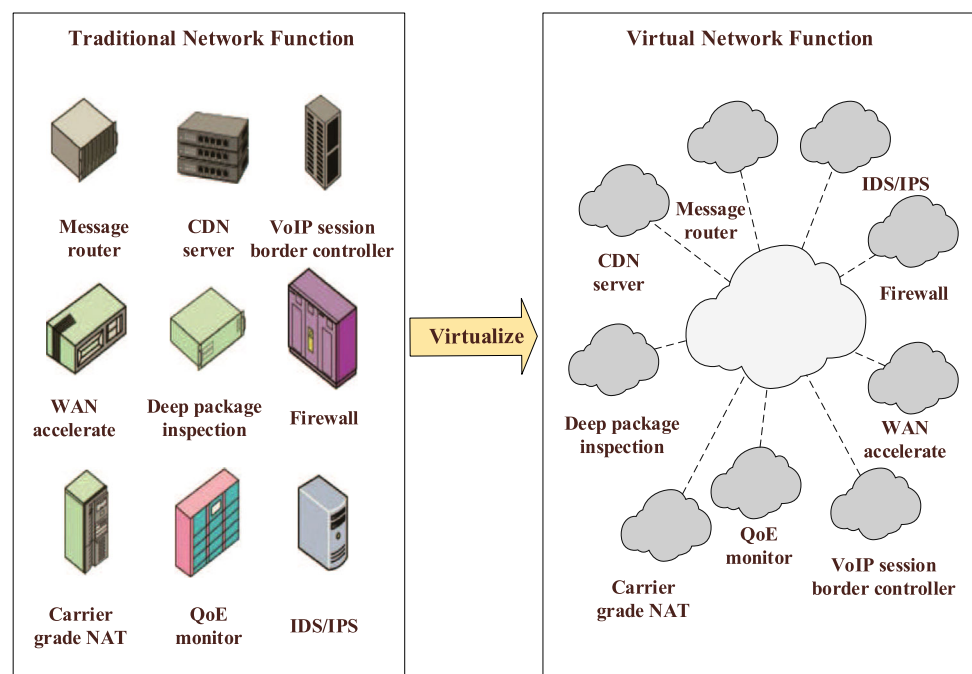 Traditional Network Function
Message
router
CDN
server
VoIP session
border controller
WAN
accelerate
Deep package
inspection
Firewall
Carrier
grade NAT
QoE
monitor
IDS/IPS
Virtualize
Virtual Network Function
IDS/IPS
Message
router
CDN
server
Firewall
Deep package
inspection
WAN
accelerate
QoE
monitor
VoIP session
border controller
Carrier
grade NAT